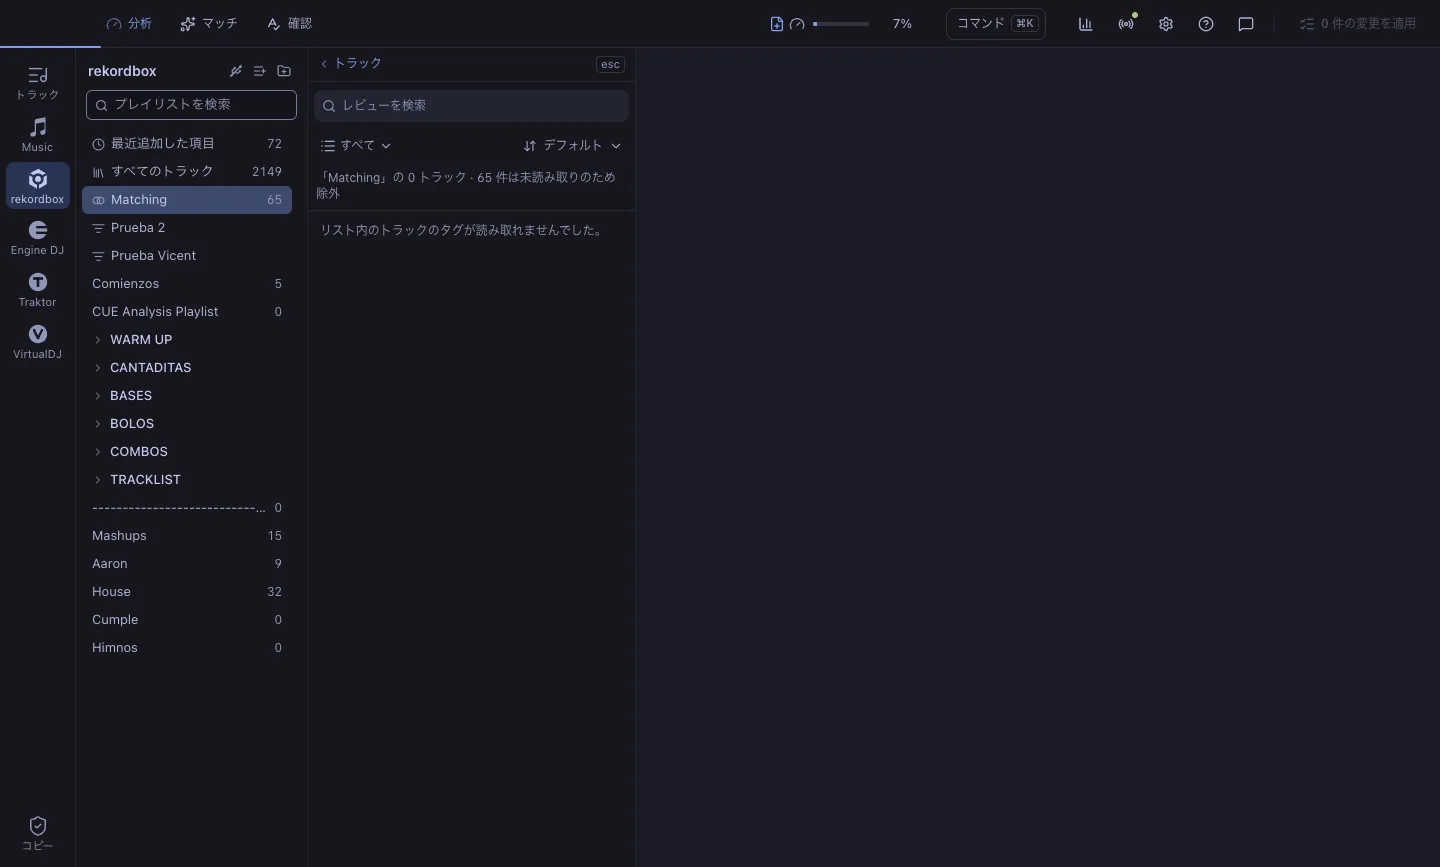 分析
マッチ
確認
7%
コマンド ⌘K
0 件の変更を適用
トラック
Music
rekordbox
Engine DJ
Traktor
VirtualDJ
コピー
rekordbox
プレイリストを検索
最近追加した項目 72
すべてのトラック 2149
Matching 65
Prueba 2
Prueba Vicent
Comienzos 5
CUE Analysis Playlist 0
WARM UP
CANTADITAS
BASES
BOLOS
COMBOS
TRACKLIST
---------------------------... 0
Mashups 15
Aaron 9
House 32
Cumple 0
Himnos 0
トラック esc
レビューを検索
すべて デフォルト
「Matching」の 0 トラック · 65 件は未読み取りのため
除外
リスト内のトラックのタグが読み取れませんでした。